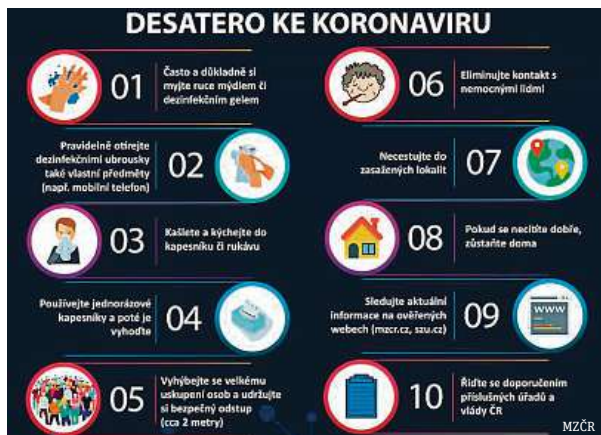 DESATERO KE KORONAVIRU
01
Často a důkladně si
myjte ruce mýdlem či
dezinfekčním gelem
Pravidelně otírejte
dezinfekčními ubrousky
také vlastní předměty
(např. mobilní telefon)
02
03
Kašlete a kýchejte do
kapesníku či rukávu
Používejte jednorázové
kapesníky a poté je
vyhoďte
04
05
Vyhýbejte se velkému
uskupení osob a udržujte
si bezpečný odstup
(cca 2 metry)
06
Eliminujte kontakt s
nemocnými lidmi
Necestujte do
zasažených lokalit
07
08
Pokud se necítíte dobře,
zůstaňte doma
Sledujte aktuální
informace na ověřených
webech (mzcr.cz, szu.cz)
09
WWW
10
Řiďte se doporučením
příslušných úřadů a
vlády ČR
MZČR